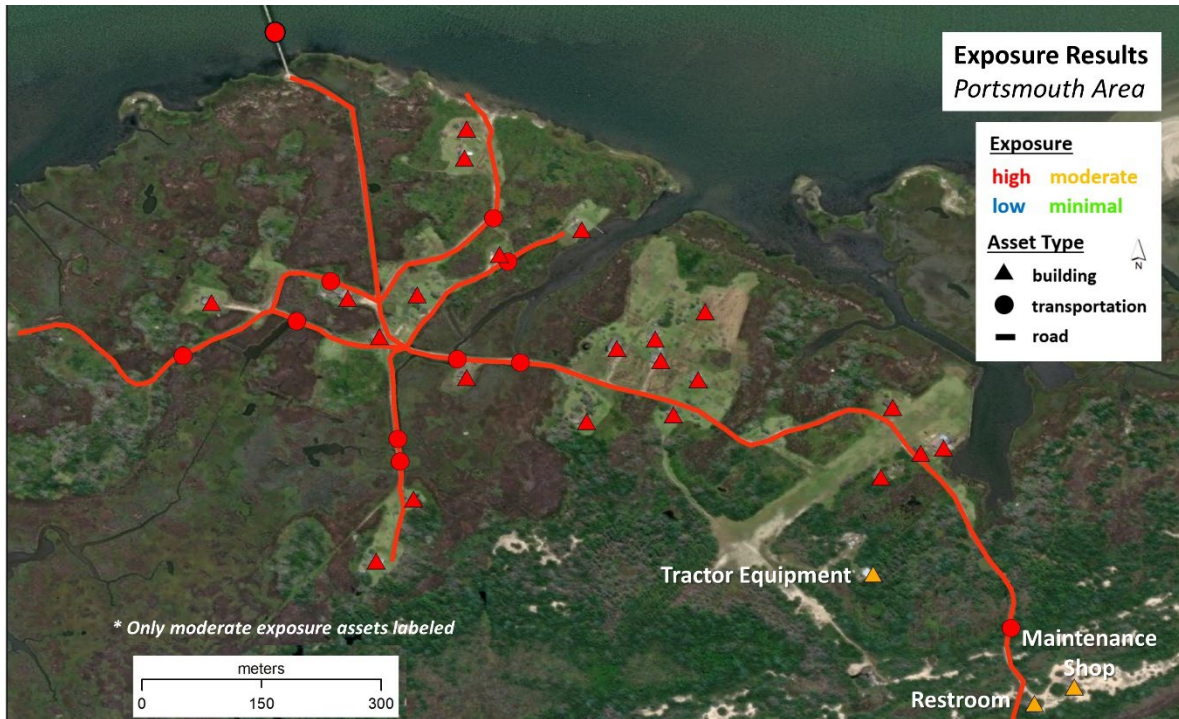 Exposure Results
Portsmouth Area
Exposure
high moderate
low minimal
Asset Type
N
building
transportation
road
Tractor Equipment
* Only moderate exposure assets labeled
Maintenance
Shop
Restroom
meters
0 150 300